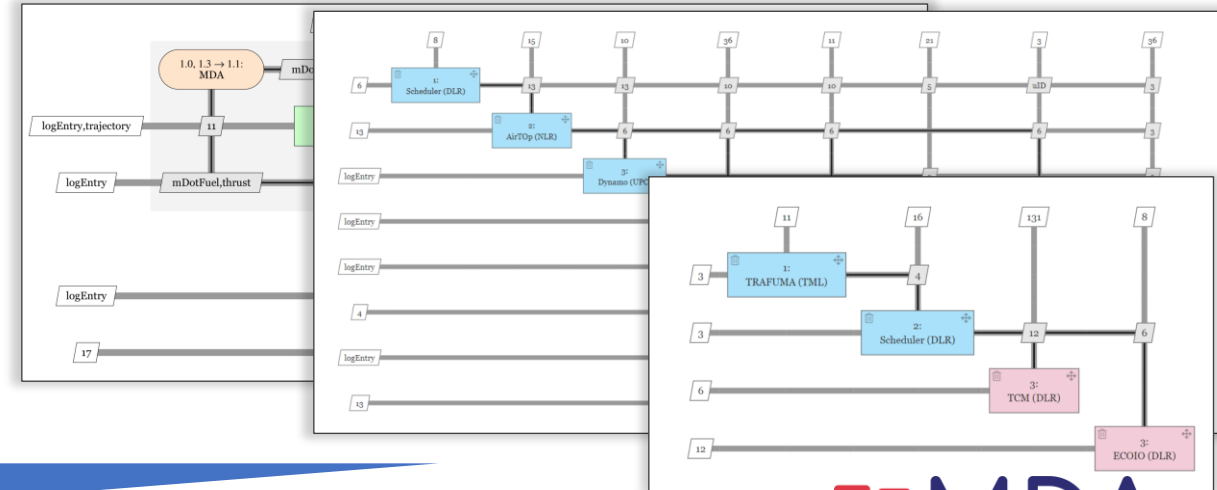 1.0, 1.3 → 1.1:
MDA
logEntry,trajectory
11
logEntry
mDotFuel,thrust
logEntry
17
8
15
10
36
11
21
3
36
6
1:
Scheduler (DLR)
13
13
10
10
5
uID
3
13
2:
AirTOp (NLR)
6
6
6
6
3
logEntry
3:
Dynamo (UPC
logEntry
logEntry
4
logEntry
13
11
16
131
8
3
1:
TRAFUMA (TML)
4
3
2:
Scheduler (DLR)
12
6
6
3:
TCM (DLR)
12
3:
ECOIO (DLR)
MDA